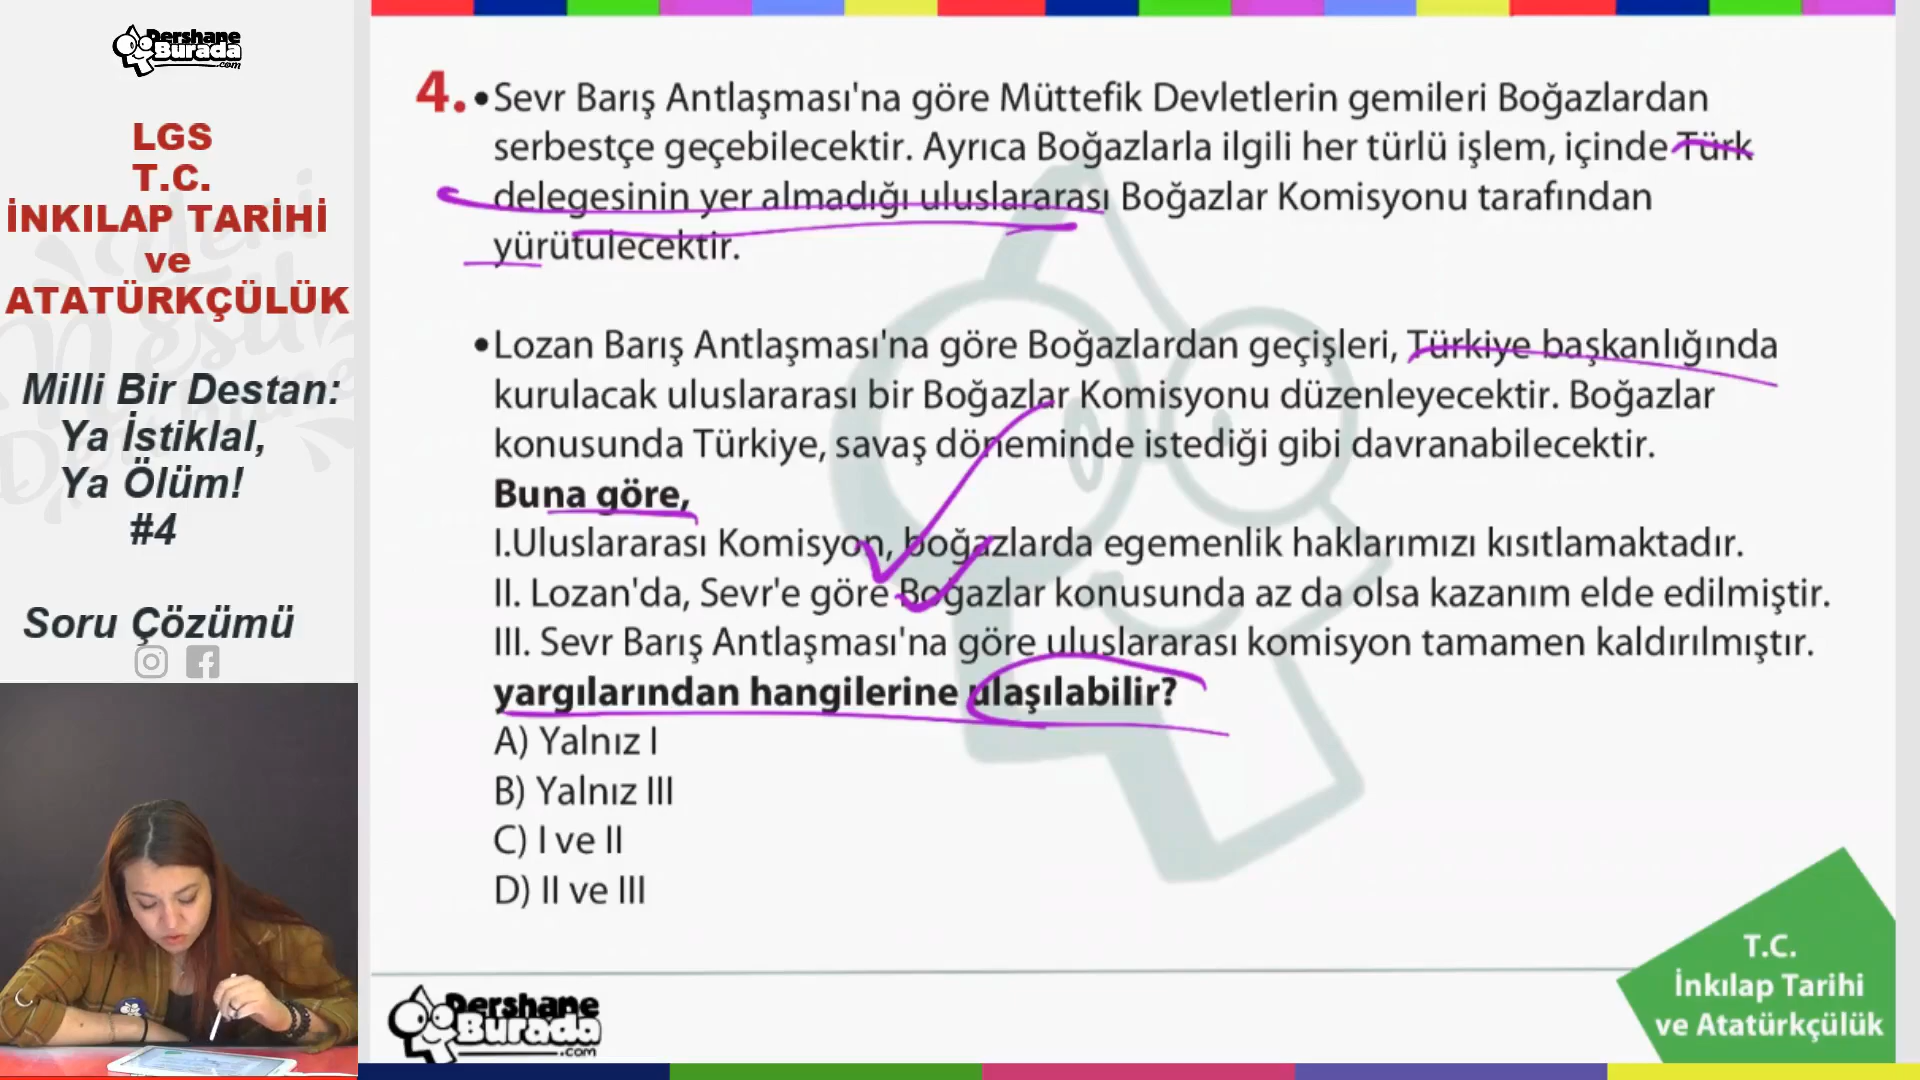 Dershane
Burada
.com
LGS
T.C.
İNKILAP TARİHİ
ve
ATATÜRKÇÜLÜK
Milli Bir Destan:
Ya İstiklal,
Ya Ölüm!
#4
Soru Çözümü
4. •Sevr Barış Antlaşması'na göre Müttefik Devletlerin gemileri Boğazlardan
serbestçe geçebilecektir. Ayrıca Boğazlarla ilgili her türlü işlem, içinde Türk
delegesinin yer almadığı uluslararası Boğazlar Komisyonu tarafından
yürütulecektir.
•Lozan Barış Antlaşması'na göre Boğazlardan geçişleri, Türkiye başkanlığında
kurulacak uluslararası bir Boğazlar Komisyonu düzenleyecektir. Boğazlar
konusunda Türkiye, savaş döneminde istediği gibi davranabilecektir.
Buna göre,
I.Uluslararası Komisyon, boğazlarda egemenlik haklarımızı kısıtlamaktadır.
II. Lozan'da, Sevr'e göre Boğazlar konusunda az da olsa kazanım elde edilmiştir.
III. Sevr Barış Antlaşması'na göre uluslararası komisyon tamamen kaldırılmıştır.
yargılarından hangilerine ulaşılabilir?
A) Yalnız I
B) Yalnız III
C) I ve II
D) II ve III
Dershane
Burada
.com
T.C.
İnkılap Tarihi
ve Atatürkçülük